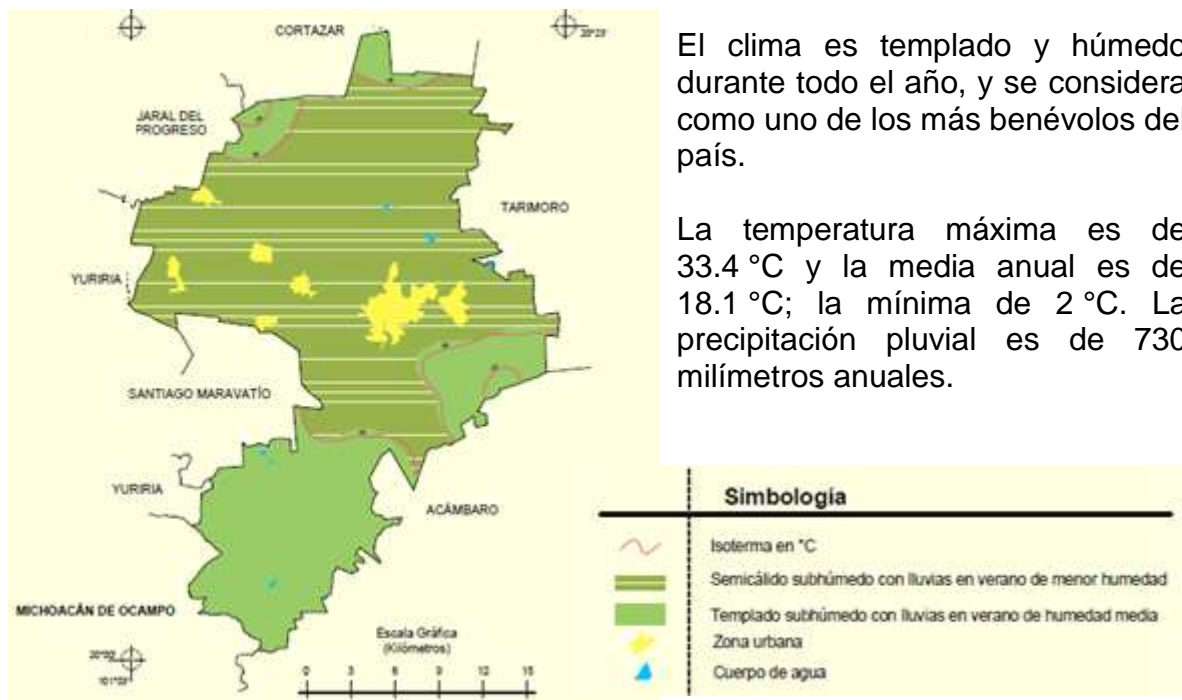 CORTAZAR
JARAL DEL
PROGRESO
TARIMORO
YURIRIA
SANTIAGO MARAVATÍO
YURIRIA
ACÁMBARO
MICHOACÁN DE OCAMPO
Escala Gráfica
(Kilómetros)
0 3 6 9 12 15
El clima es templado y húmedo
durante todo el año, y se considera
como uno de los más benévolos del
país.
La temperatura máxima es de
33.4 °C y la media anual es de
18.1 °C; la mínima de 2 °C. La
precipitación pluvial es de 730
milímetros anuales.
Simbología
Isoterma en °C
Semicálido subhúmedo con lluvias en verano de menor humedad
Templado subhúmedo con lluvias en verano de humedad media
Zona urbana
Cuerpo de agua